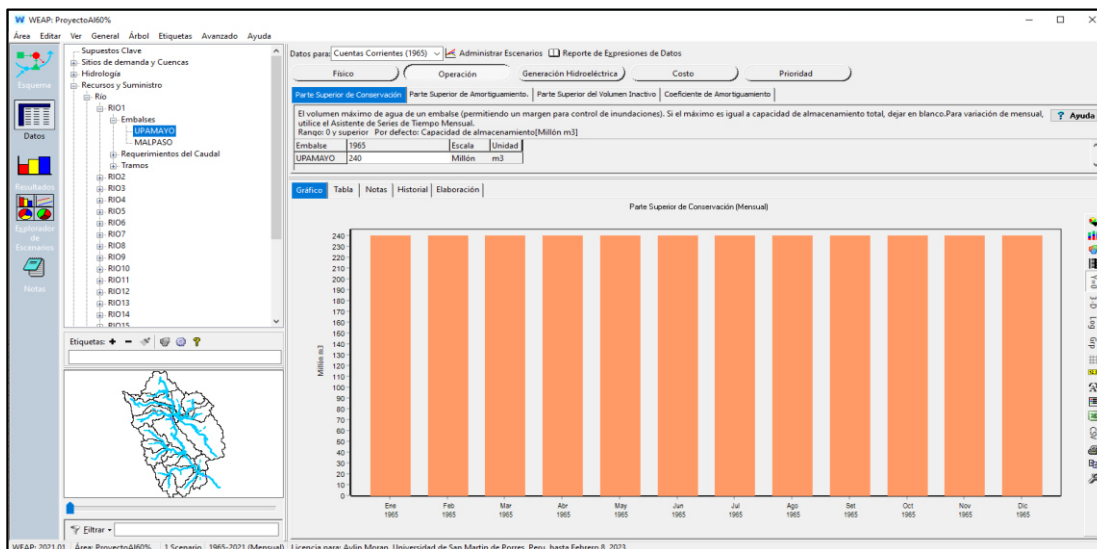 WEAP: ProyectoAI60%
Área Editar Ver General Árbol Etiquetas Avanzado Ayuda
Esquema
Datos
Resultados
Explorador de Escenarios
Notas
Supuestos Clave
Sitios de demanda y Cuencas
Hidrología
Recursos y Suministro
Río
RIO1
Embalses
UPAMAYO
MALPASO
Requerimientos del Caudal
Tramos
RIO2
RIO3
RIO4
RIO5
RIO6
RIO7
RIO8
RIO9
RIO10
RIO11
RIO12
RIO13
RIO14
RIO15
Etiquetas:
Filtrar
Datos para: Cuentas Corrientes (1965) Administrar Escenarios Reporte de Expresiones de Datos
Físico Operación Generación Hidroeléctrica Costo Prioridad
Parte Superior de Conservación Parte Superior de Amortiguamiento. Parte Superior del Volumen Inactivo Coeficiente de Amortiguamiento
El volumen máximo de agua de un embalse (permitiendo un margen para control de inundaciones). Si el máximo es igual a capacidad de almacenamiento total, dejar en blanco.Para variación de mensual,
utilice el Asistente de Series de Tiempo Mensual.
Rango: 0 y superior Por defecto: Capacidad de almacenamiento[Millón m3]
? Ayuda
Embalse 1965 Escala Unidad
UPAMAYO 240 Millón m3
Gráfico Tabla Notas Historial Elaboración
Parte Superior de Conservación (Mensual)
Millón m3
240
230
220
210
200
190
180
170
160
150
140
130
120
110
100
90
80
70
60
50
40
30
20
10
0
Ene Feb Mar Abr May Jun Jul Ago Set Oct Nov Dic
1965 1965 1965 1965 1965 1965 1965 1965 1965 1965 1965 1965
Y=0
3-D
Log
Grp
CSV
WEAP: 2021.01 Área: ProyectoAI60% 1 Scenario 1965-2021 (Mensual) Licencia para: Aylin Moran, Universidad de San Martin de Porres, Peru, hasta Febrero 8, 2023